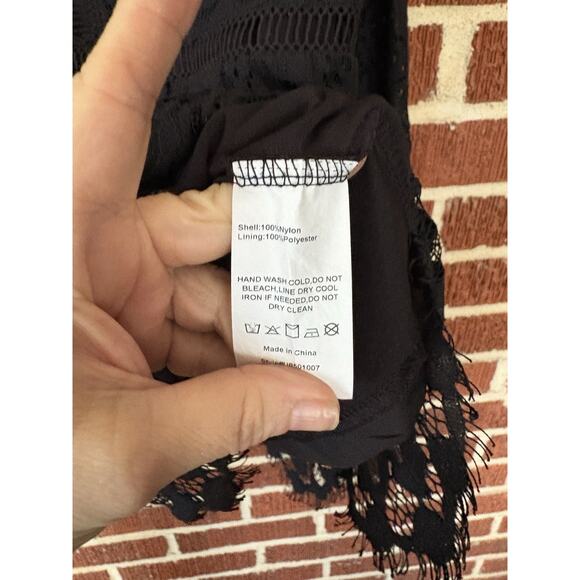 Shell:100%Nylon
Lining:100%Polyester
HAND WASH COLD,DO NOT
BLEACH,LINE DRY COOL
IRON IF NEEDED,DO NOT
DRY CLEAN
Made in China